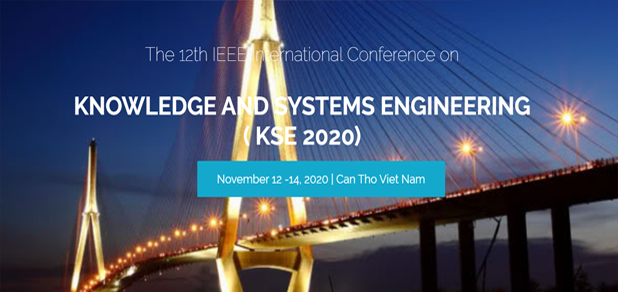 The 12th IEEE International Conference on
KNOWLEDGE AND SYSTEMS ENGINEERING
( KSE 2020)
November 12 -14, 2020 | Can Tho Viet Nam